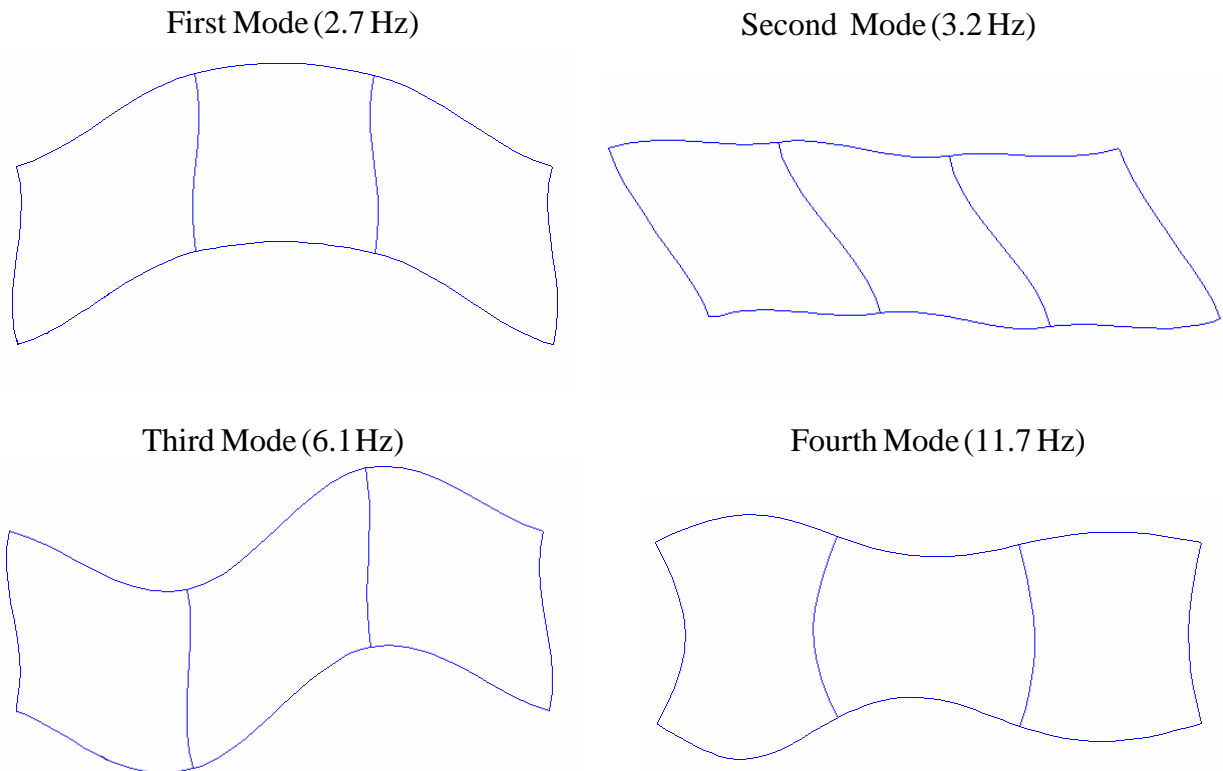 First Mode (2.7 Hz)
Second Mode (3.2 Hz)
Third Mode (6.1 Hz)
Fourth Mode (11.7 Hz)